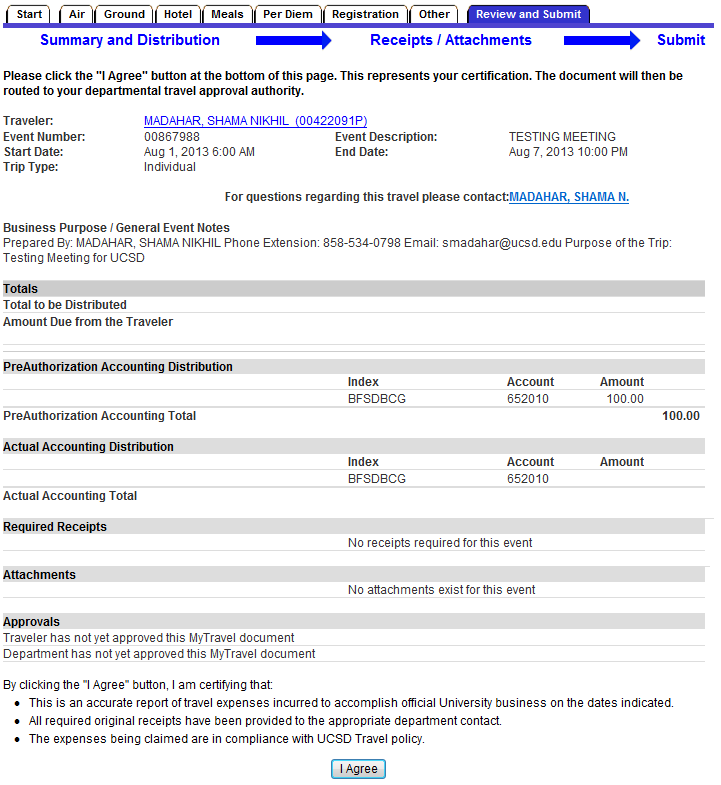 Start Air Ground Hotel Meals Per Diem Registration Other Review and Submit
Summary and Distribution Receipts / Attachments Submit
Please click the "I Agree" button at the bottom of this page. This represents your certification. The document will then be
routed to your departmental travel approval authority.
Traveler: MADAHAR, SHAMA NIKHIL (00422091P)
Event Number: 00867988 Event Description: TESTING MEETING
Start Date: Aug 1, 2013 6:00 AM End Date: Aug 7, 2013 10:00 PM
Trip Type: Individual
For questions regarding this travel please contact:MADAHAR, SHAMA N.
Business Purpose / General Event Notes
Prepared By: MADAHAR, SHAMA NIKHIL Phone Extension: 858-534-0798 Email: smadahar@ucsd.edu Purpose of the Trip:
Testing Meeting for UCSD
Totals
Total to be Distributed
Amount Due from the Traveler
PreAuthorization Accounting Distribution
Index Account Amount
BFSDBCG 652010 100.00
PreAuthorization Accounting Total 100.00
Actual Accounting Distribution
Index Account Amount
BFSDBCG 652010
Actual Accounting Total
Required Receipts
No receipts required for this event
Attachments
No attachments exist for this event
Approvals
Traveler has not yet approved this MyTravel document
Department has not yet approved this MyTravel document
By clicking the "I Agree" button, I am certifying that:
• This is an accurate report of travel expenses incurred to accomplish official University business on the dates indicated.
• All required original receipts have been provided to the appropriate department contact.
• The expenses being claimed are in compliance with UCSD Travel policy.
I Agree